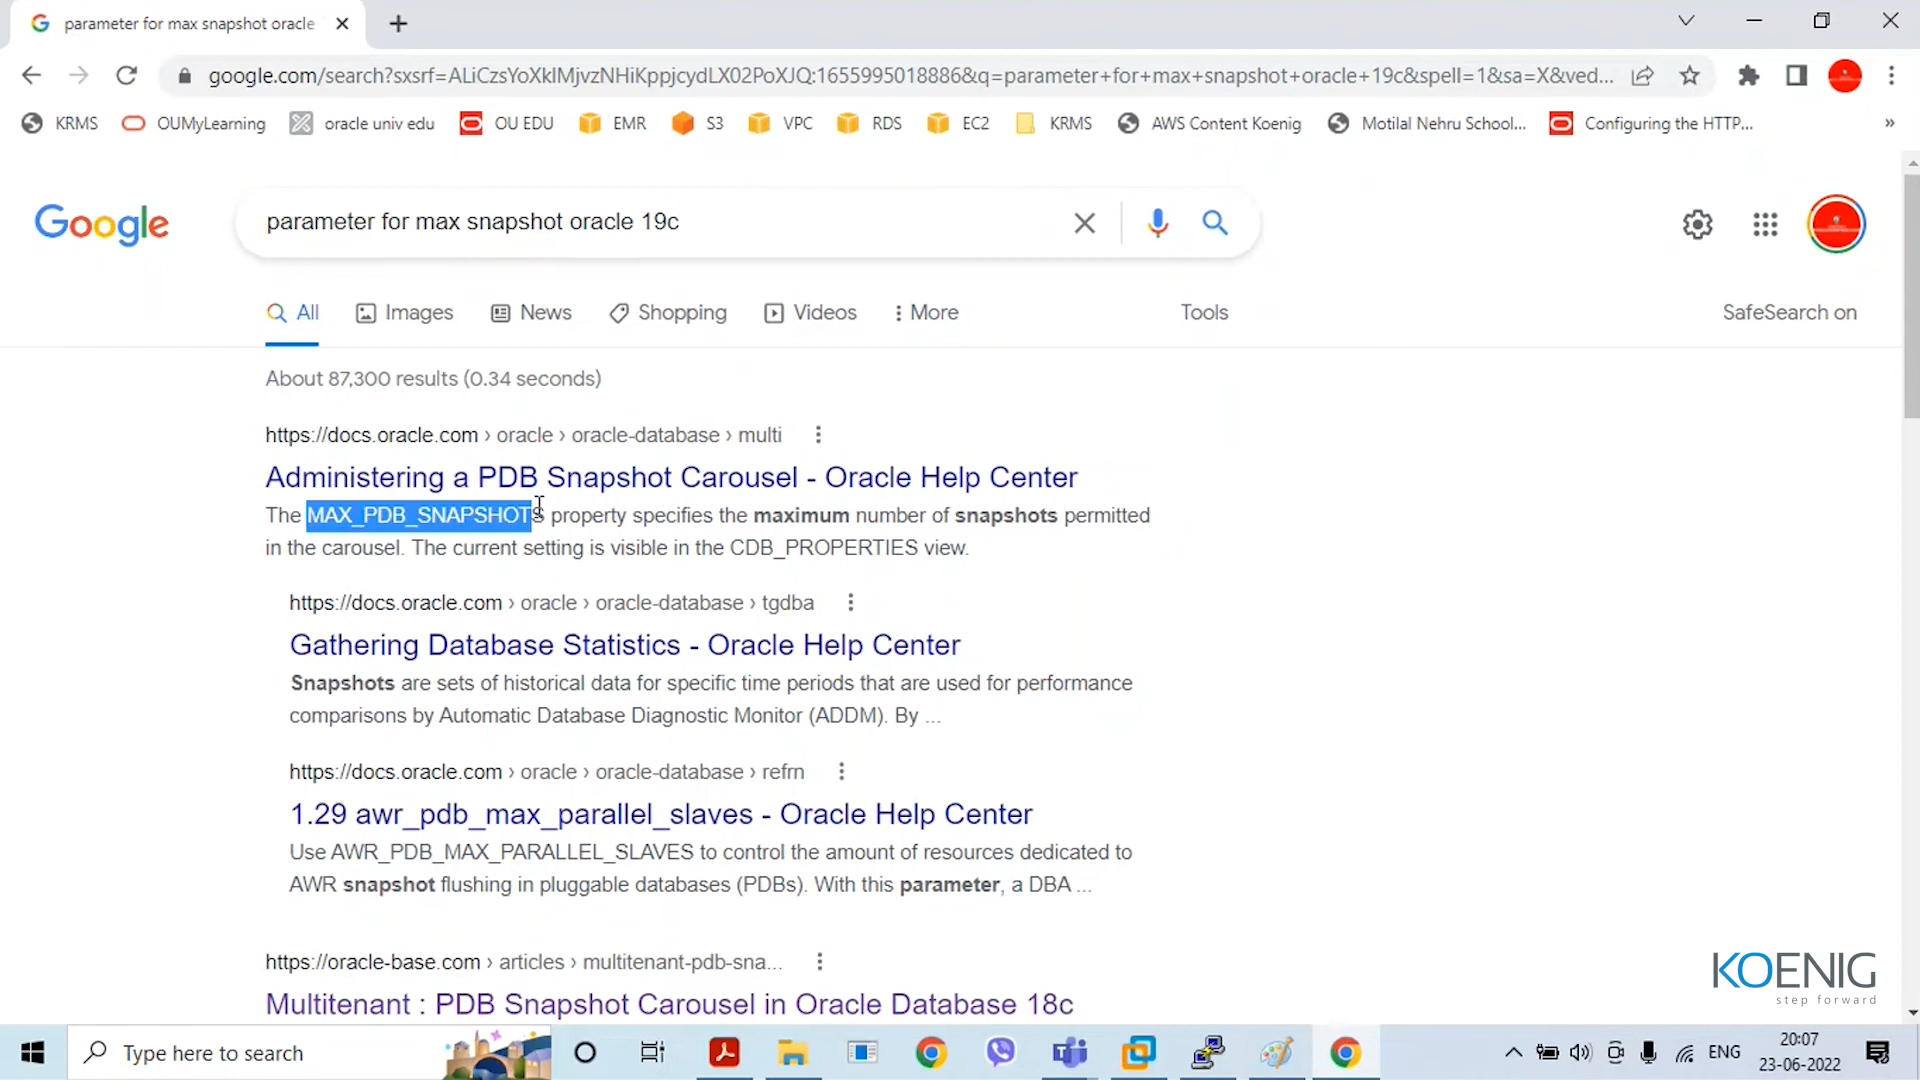 parameter for max snapshot oracle
google.com/search?sxsrf=ALiCzsYoXkIMjvzNHiKppjcydLX02PoXJQ:1655995018886&q=parameter+for+max+snapshot+oracle+19c&spell=1&sa=X&ved...
KRMS OUMyLearning oracle univ edu OU EDU EMR S3 VPC RDS EC2 KRMS AWS Content Koenig Motilal Nehru School... Configuring the HTTP... »
Google
parameter for max snapshot oracle 19c
All Images News Shopping Videos More Tools SafeSearch on
About 87,300 results (0.34 seconds)
https://docs.oracle.com › oracle › oracle-database › multi
Administering a PDB Snapshot Carousel - Oracle Help Center
The MAX_PDB_SNAPSHOTS property specifies the maximum number of snapshots permitted
in the carousel. The current setting is visible in the CDB_PROPERTIES view.
https://docs.oracle.com › oracle › oracle-database › tgdba
Gathering Database Statistics - Oracle Help Center
Snapshots are sets of historical data for specific time periods that are used for performance
comparisons by Automatic Database Diagnostic Monitor (ADDM). By ...
https://docs.oracle.com › oracle › oracle-database › refrn
1.29 awr_pdb_max_parallel_slaves - Oracle Help Center
Use AWR_PDB_MAX_PARALLEL_SLAVES to control the amount of resources dedicated to
AWR snapshot flushing in pluggable databases (PDBs). With this parameter, a DBA ...
https://oracle-base.com › articles › multitenant-pdb-sna...
Multitenant : PDB Snapshot Carousel in Oracle Database 18c
KOENIG
step forward
Type here to search
ENG
20:07
23-06-2022